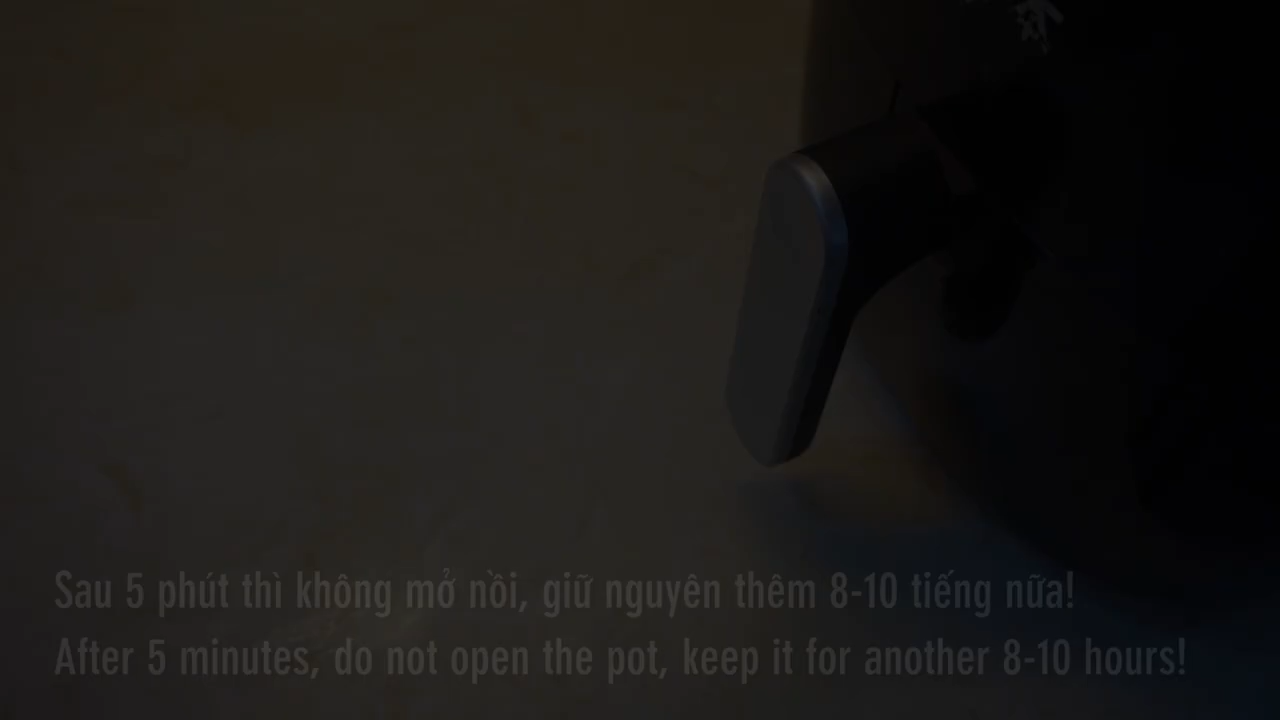 Sau 5 phút thì không mở nồi, giữ nguyên thêm 8-10 tiếng nữa!
After 5 minutes, do not open the pot, keep it for another 8-10 hours!